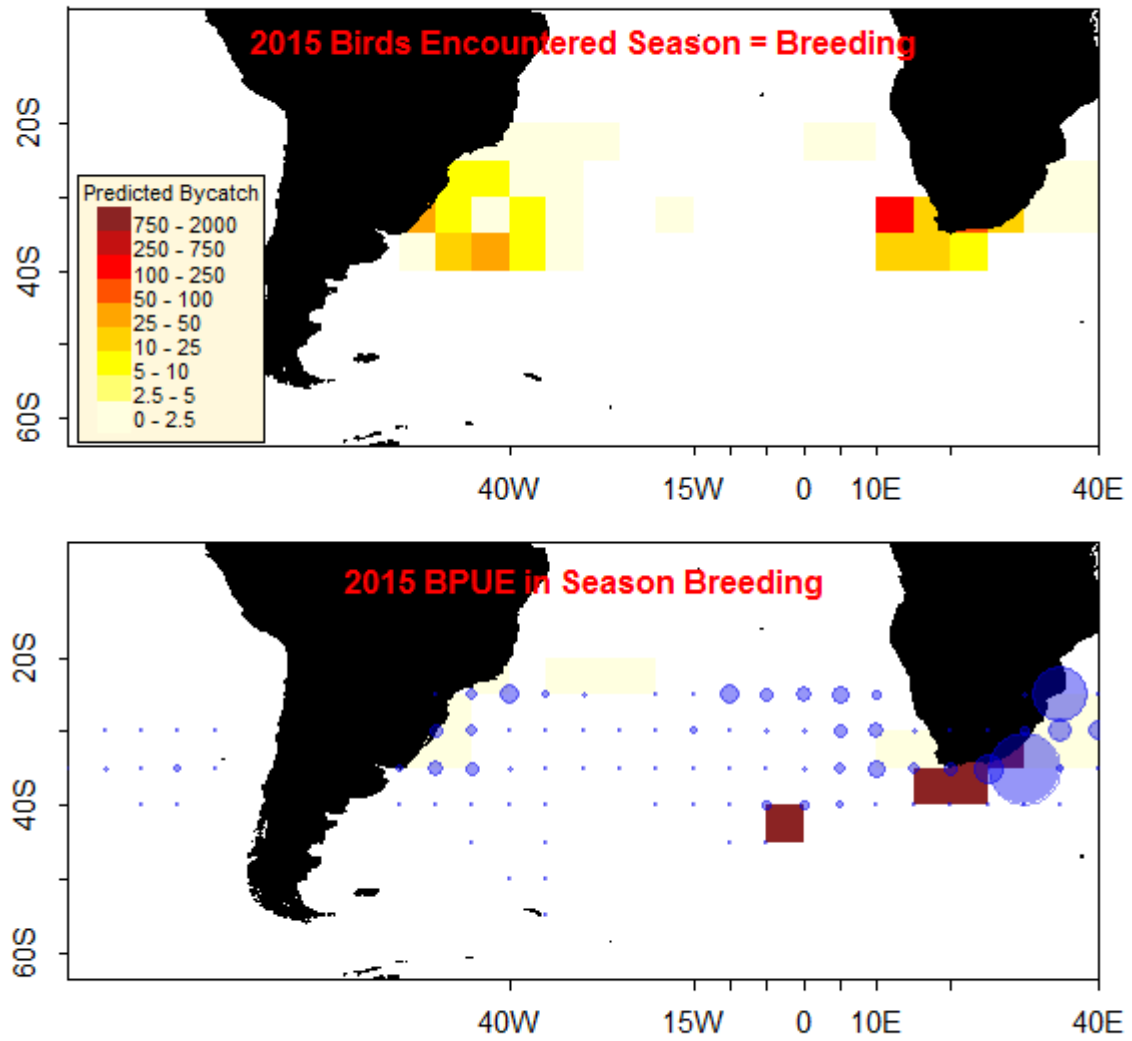 2015 Birds Encountered Season = Breeding
20S
40S
60S
Predicted Bycatch
750 - 2000
250 - 750
100 - 250
50 - 100
25 - 50
10 - 25
5 - 10
2.5 - 5
0 - 2.5
40W
15W
0
10E
40E
2015 BPUE in Season Breeding
20S
40S
60S
40W
15W
0
10E
40E